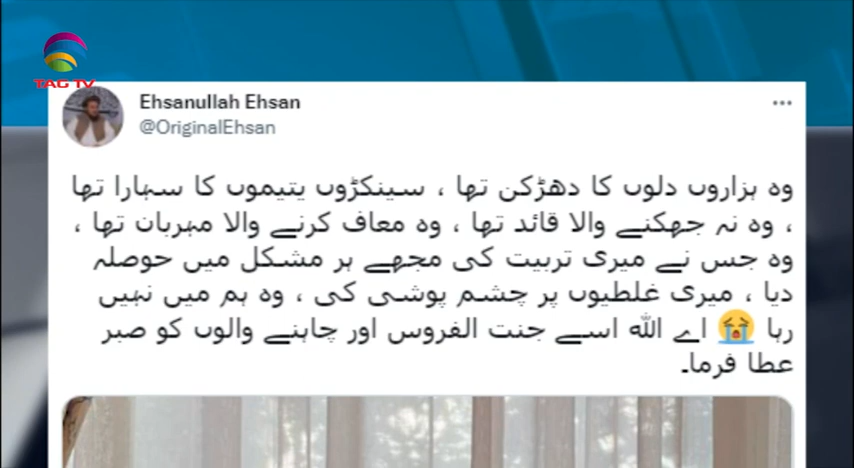 TAG TV
Ehsanullah Ehsan
@OriginalEhsan
وہ ہزاروں دلوں کا دھڑکن تھا ، سینکڑوں یتیموں کا سہارا تھا
، وہ نہ جھکنے والا قائد تھا ، وہ معاف کرنے والا مہربان تھا ،
وہ جس نے میری تربیت کی مجھے ہر مشکل میں حوصلہ
دیا ، میری غلطیوں پر چشم پوشی کی ، وہ ہم میں نہیں
رہا 😭 اے اللہ اسے جنت الفروس اور چاہنے والوں کو صبر
عطا فرما۔